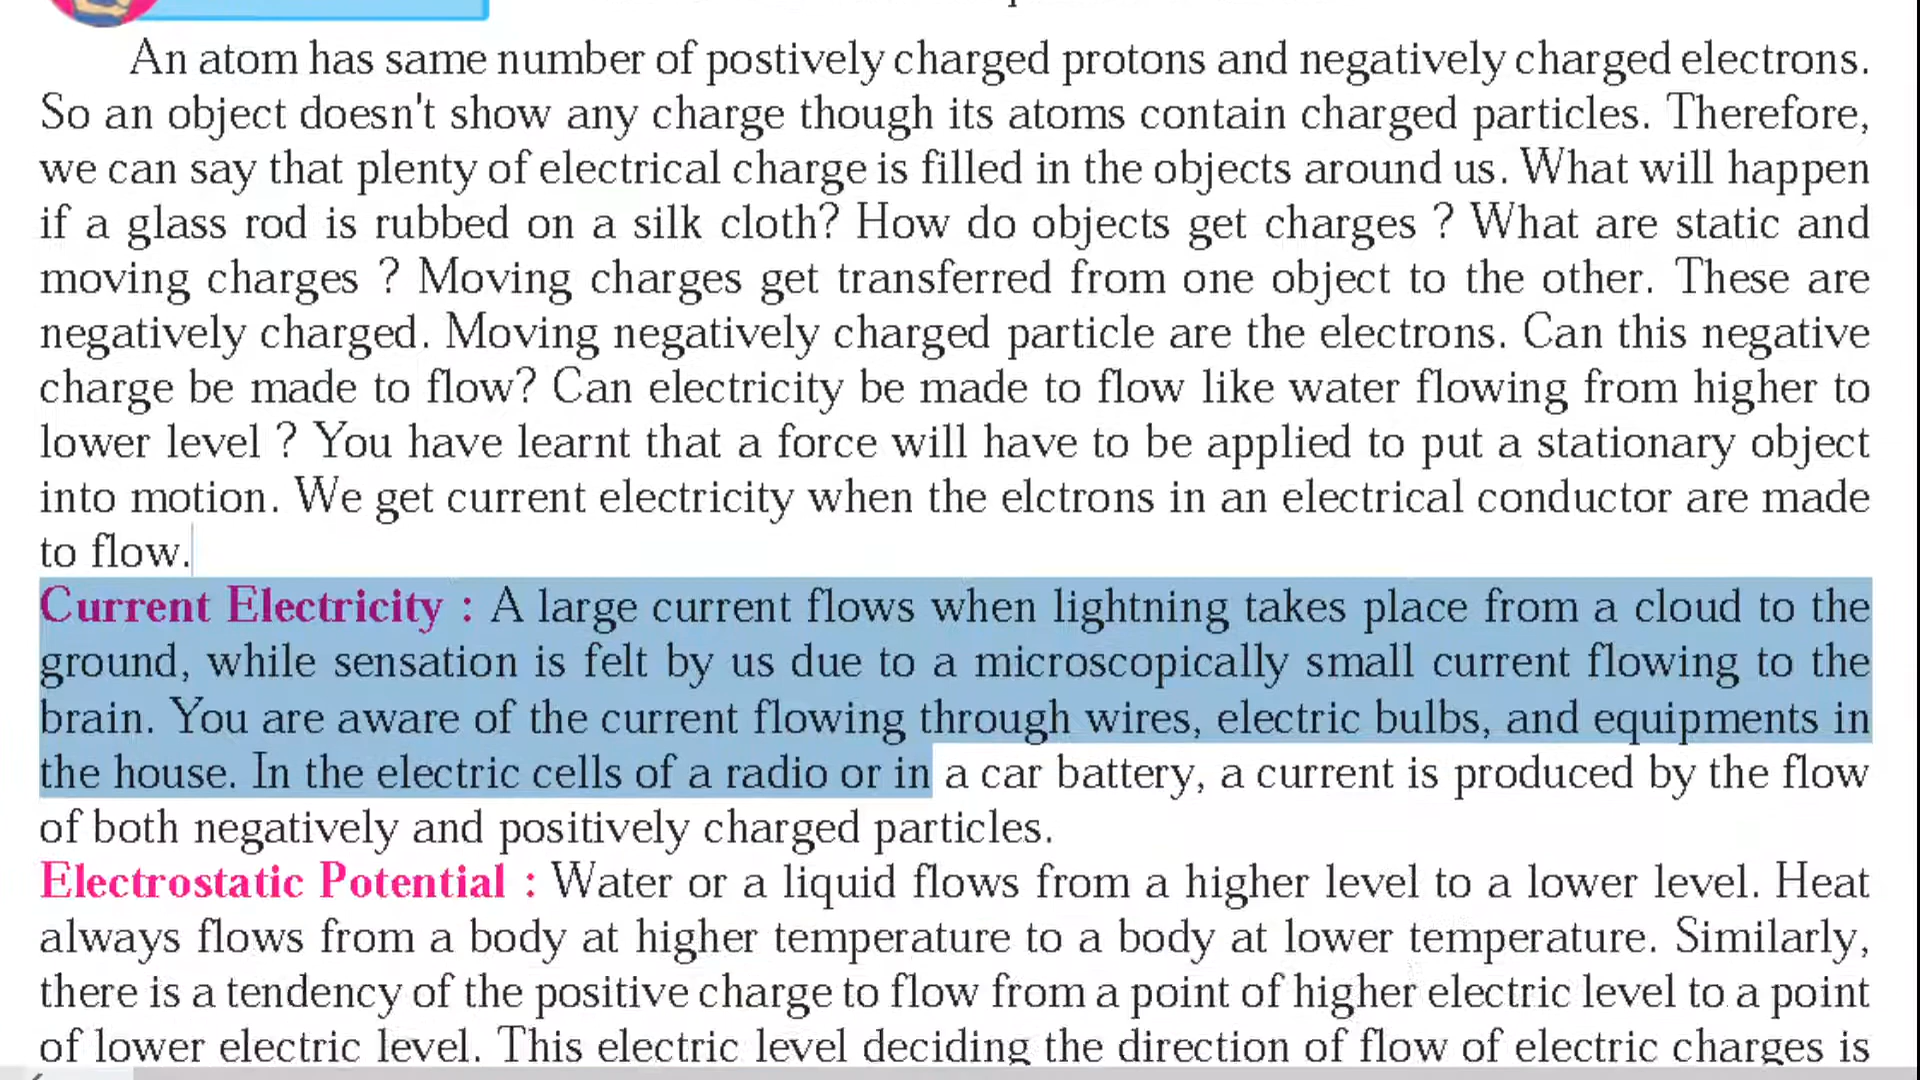 An atom has same number of postively charged protons and negatively charged electrons.
So an object doesn't show any charge though its atoms contain charged particles. Therefore,
we can say that plenty of electrical charge is filled in the objects around us. What will happen
if a glass rod is rubbed on a silk cloth? How do objects get charges ? What are static and
moving charges ? Moving charges get transferred from one object to the other. These are
negatively charged. Moving negatively charged particle are the electrons. Can this negative
charge be made to flow? Can electricity be made to flow like water flowing from higher to
lower level ? You have learnt that a force will have to be applied to put a stationary object
into motion. We get current electricity when the elctrons in an electrical conductor are made
to flow.
Current Electricity : A large current flows when lightning takes place from a cloud to the
ground, while sensation is felt by us due to a microscopically small current flowing to the
brain. You are aware of the current flowing through wires, electric bulbs, and equipments in
the house. In the electric cells of a radio or in a car battery, a current is produced by the flow
of both negatively and positively charged particles.
Electrostatic Potential : Water or a liquid flows from a higher level to a lower level. Heat
always flows from a body at higher temperature to a body at lower temperature. Similarly,
there is a tendency of the positive charge to flow from a point of higher electric level to a point
of lower electric level. This electric level deciding the direction of flow of electric charges is